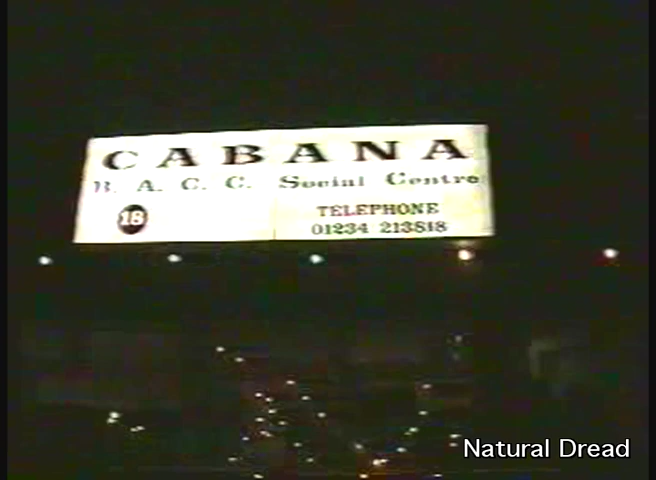 CABANA
B. A. C. C. Social Centre
18
TELEPHONE
01234 213818
Natural Dread